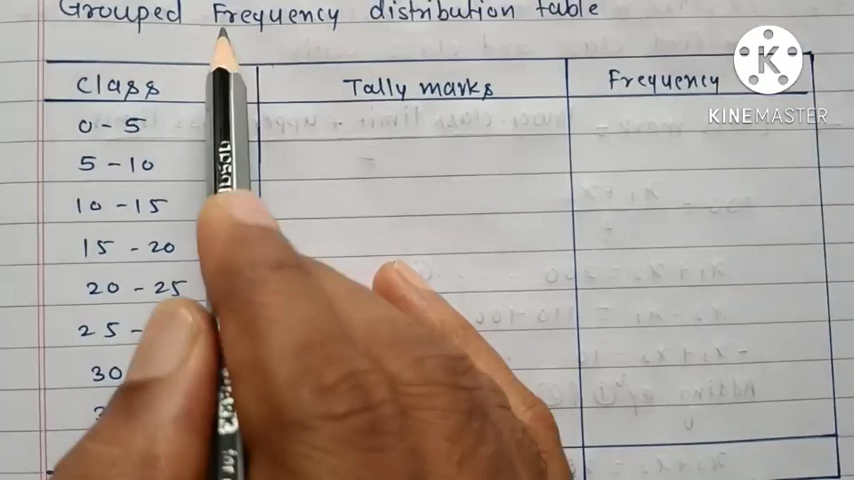 Grouped Frequency distribution table
Class Tally marks Frequency
0-5
5-10
10-15
15-20
20-25
25-
30
K
KINEMASTER